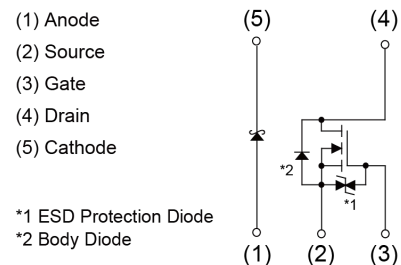 (1) Anode
(2) Source
(3) Gate
(4) Drain
(5) Cathode
*1 ESD Protection Diode
*2 Body Diode
(5) (4)
*2
*1
(1) (2) (3)